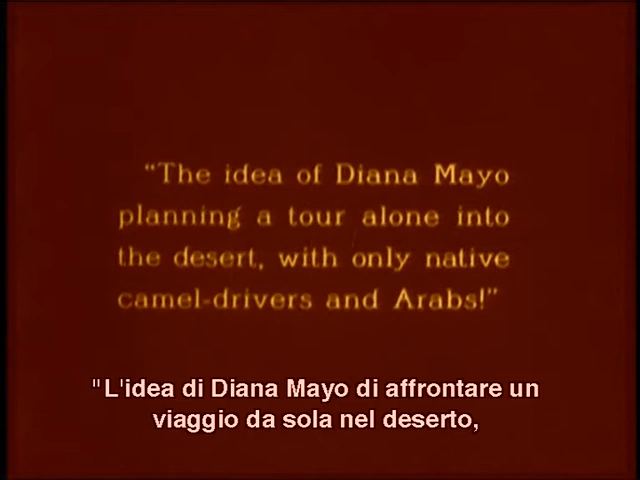 "The idea of Diana Mayo
planning a tour alone into
the desert, with only native
camel-drivers and Arabs!"
"L'idea di Diana Mayo di affrontare un
viaggio da sola nel deserto,